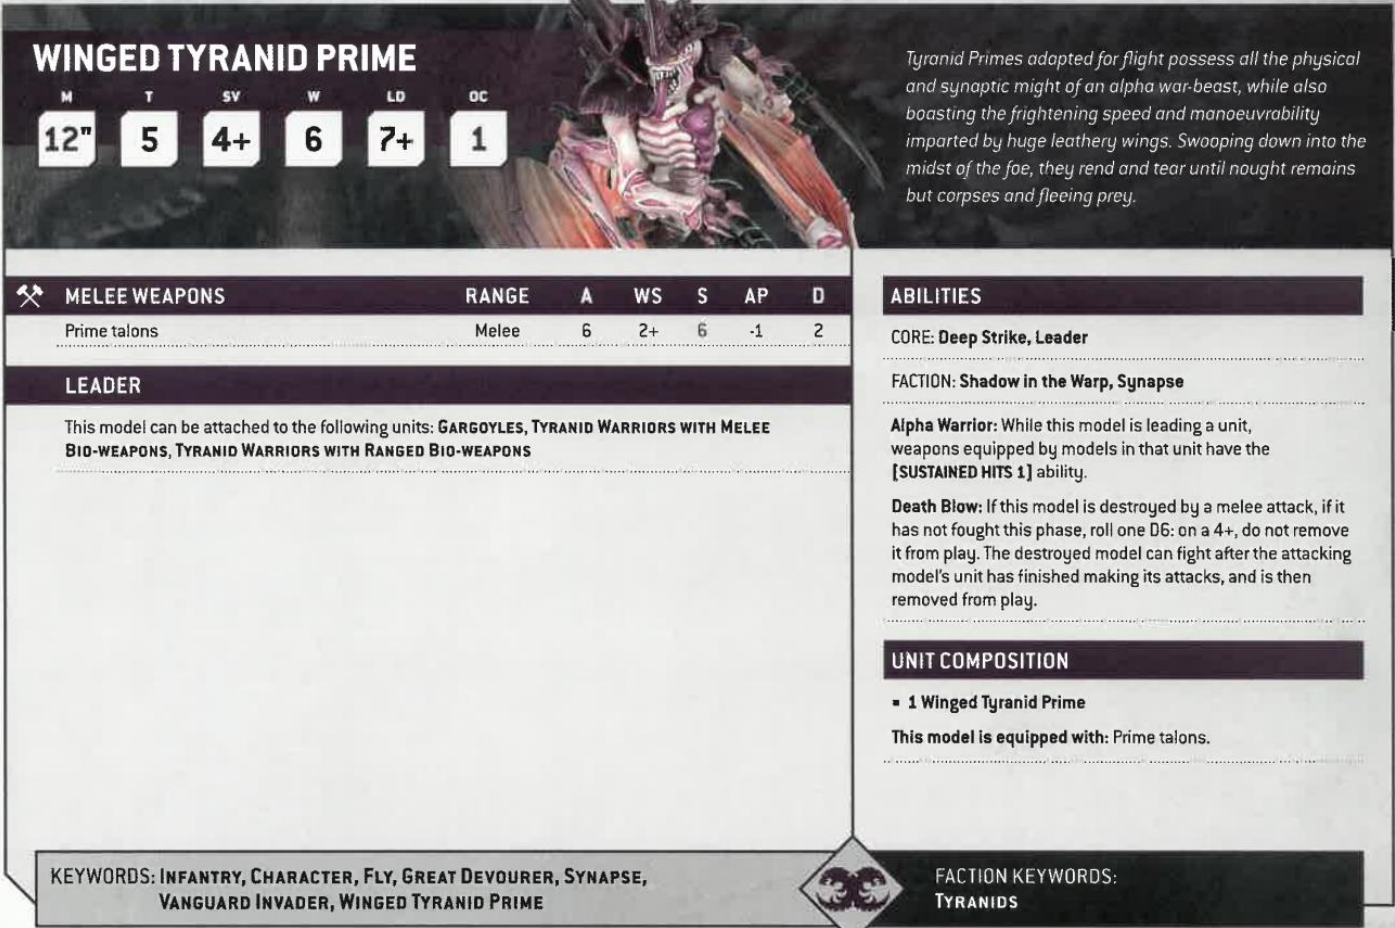 WINGED TYRANID PRIME
M T SV W LD OC
12" 5 4+ 6 7+ 1
Tyranid Primes adapted for flight possess all the physical
and synaptic might of an alpha war-beast, while also
boasting the frightening speed and manoeuvrability
imparted by huge leathery wings. Swooping down into the
midst of the foe, they rend and tear until nought remains
but corpses and fleeing prey.
MELEE WEAPONS RANGE A WS S AP D
Prime talons Melee 6 2+ 6 -1 2
LEADER
This model can be attached to the following units: GARGOYLES, TYRANID WARRIORS WITH MELEE
BIO-WEAPONS, TYRANID WARRIORS WITH RANGED BIO-WEAPONS
ABILITIES
CORE: Deep Strike, Leader
FACTION: Shadow in the Warp, Synapse
Alpha Warrior: While this model is leading a unit,
weapons equipped by models in that unit have the
[SUSTAINED HITS 1] ability.
Death Blow: If this model is destroyed by a melee attack, if it
has not fought this phase, roll one D6: on a 4+, do not remove
it from play. The destroyed model can fight after the attacking
model's unit has finished making its attacks, and is then
removed from play.
UNIT COMPOSITION
▪ 1 Winged Tyranid Prime
This model is equipped with: Prime talons.
KEYWORDS: INFANTRY, CHARACTER, FLY, GREAT DEVOURER, SYNAPSE,
VANGUARD INVADER, WINGED TYRANID PRIME
FACTION KEYWORDS:
TYRANIDS